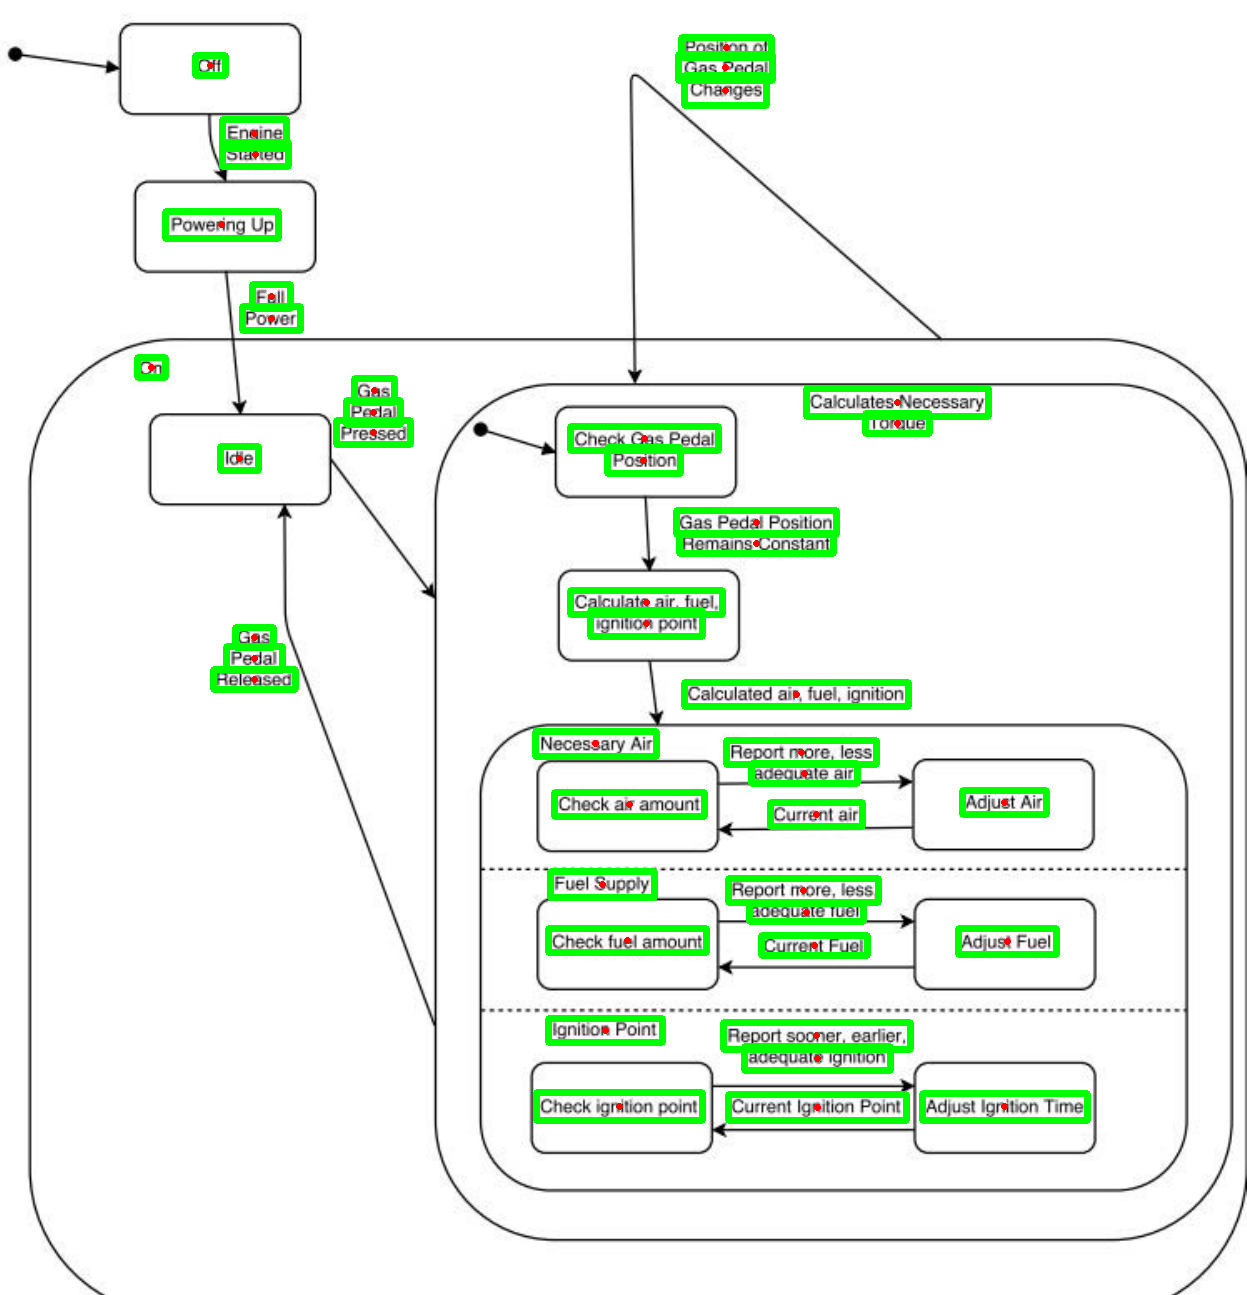 Off
Position of
Gas Pedal
Changes
Engine
Started
Powering Up
Full
Power
On
Gas
Pedal
Pressed
Calculates Necessary
Torque
Idle
Check Gas Pedal
Position
Gas Pedal Position
Remains Constant
Calculate air, fuel,
ignition point
Gas
Pedal
Released
Calculated air, fuel, ignition
Necessary Air
Report more, less
adequate air
Check air amount
Adjust Air
Current air
Fuel Supply
Report more, less
adequate fuel
Check fuel amount
Adjust Fuel
Current Fuel
Ignition Point
Report sooner, earlier,
adequate ignition
Check ignition point
Current Ignition Point
Adjust Ignition Time